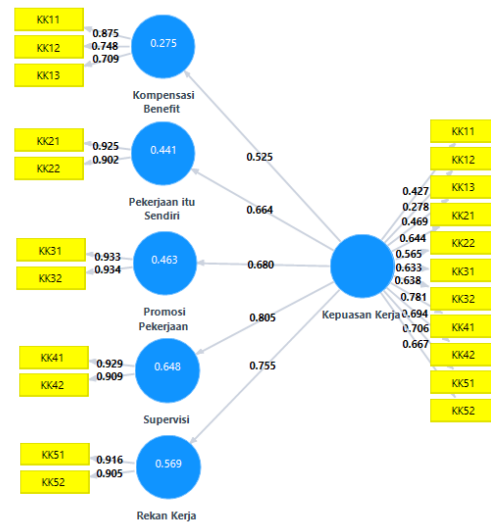 KK11
KK12
KK13
0.875
0.748
0.709
0.275
Kompensasi
Benefit
KK21
KK22
0.925
0.902
0.441
Pekerjaan itu
Sendiri
KK31
KK32
0.933
0.934
0.463
Promosi
Pekerjaan
KK41
KK42
0.929
0.909
0.648
Supervisi
KK51
KK52
0.916
0.905
0.569
Rekan Kerja
0.525
0.664
0.680
0.805
0.755
Kepuasan Kerja
0.427
0.278
0.469
0.644
0.565
0.633
0.638
0.781
0.694
0.706
0.667
KK11
KK12
KK13
KK21
KK22
KK31
KK32
KK41
KK42
KK51
KK52